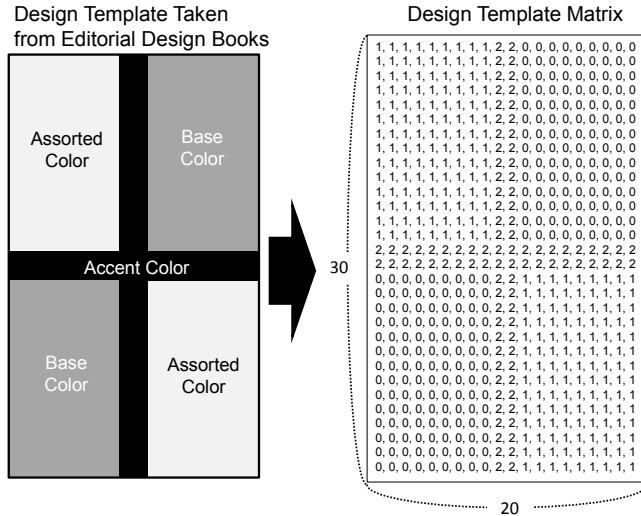 Design Template Taken
from Editorial Design Books
Assorted
Color
Base
Color
Accent Color
Base
Color
Assorted
Color
Design Template Matrix
1, 1, 1, 1, 1, 1, 1, 1, 1, 2, 2, 0, 0, 0, 0, 0, 0, 0, 0, 0
1, 1, 1, 1, 1, 1, 1, 1, 1, 2, 2, 0, 0, 0, 0, 0, 0, 0, 0, 0
1, 1, 1, 1, 1, 1, 1, 1, 1, 2, 2, 0, 0, 0, 0, 0, 0, 0, 0, 0
1, 1, 1, 1, 1, 1, 1, 1, 1, 2, 2, 0, 0, 0, 0, 0, 0, 0, 0, 0
1, 1, 1, 1, 1, 1, 1, 1, 1, 2, 2, 0, 0, 0, 0, 0, 0, 0, 0, 0
1, 1, 1, 1, 1, 1, 1, 1, 1, 2, 2, 0, 0, 0, 0, 0, 0, 0, 0, 0
1, 1, 1, 1, 1, 1, 1, 1, 1, 2, 2, 0, 0, 0, 0, 0, 0, 0, 0, 0
1, 1, 1, 1, 1, 1, 1, 1, 1, 2, 2, 0, 0, 0, 0, 0, 0, 0, 0, 0
1, 1, 1, 1, 1, 1, 1, 1, 1, 2, 2, 0, 0, 0, 0, 0, 0, 0, 0, 0
1, 1, 1, 1, 1, 1, 1, 1, 1, 2, 2, 0, 0, 0, 0, 0, 0, 0, 0, 0
1, 1, 1, 1, 1, 1, 1, 1, 1, 2, 2, 0, 0, 0, 0, 0, 0, 0, 0, 0
1, 1, 1, 1, 1, 1, 1, 1, 1, 2, 2, 0, 0, 0, 0, 0, 0, 0, 0, 0
1, 1, 1, 1, 1, 1, 1, 1, 1, 2, 2, 0, 0, 0, 0, 0, 0, 0, 0, 0
1, 1, 1, 1, 1, 1, 1, 1, 1, 2, 2, 0, 0, 0, 0, 0, 0, 0, 0, 0
2, 2, 2, 2, 2, 2, 2, 2, 2, 2, 2, 2, 2, 2, 2, 2, 2, 2, 2, 2
2, 2, 2, 2, 2, 2, 2, 2, 2, 2, 2, 2, 2, 2, 2, 2, 2, 2, 2, 2
0, 0, 0, 0, 0, 0, 0, 0, 0, 2, 2, 1, 1, 1, 1, 1, 1, 1, 1, 1
0, 0, 0, 0, 0, 0, 0, 0, 0, 2, 2, 1, 1, 1, 1, 1, 1, 1, 1, 1
0, 0, 0, 0, 0, 0, 0, 0, 0, 2, 2, 1, 1, 1, 1, 1, 1, 1, 1, 1
0, 0, 0, 0, 0, 0, 0, 0, 0, 2, 2, 1, 1, 1, 1, 1, 1, 1, 1, 1
0, 0, 0, 0, 0, 0, 0, 0, 0, 2, 2, 1, 1, 1, 1, 1, 1, 1, 1, 1
0, 0, 0, 0, 0, 0, 0, 0, 0, 2, 2, 1, 1, 1, 1, 1, 1, 1, 1, 1
0, 0, 0, 0, 0, 0, 0, 0, 0, 2, 2, 1, 1, 1, 1, 1, 1, 1, 1, 1
0, 0, 0, 0, 0, 0, 0, 0, 0, 2, 2, 1, 1, 1, 1, 1, 1, 1, 1, 1
0, 0, 0, 0, 0, 0, 0, 0, 0, 2, 2, 1, 1, 1, 1, 1, 1, 1, 1, 1
0, 0, 0, 0, 0, 0, 0, 0, 0, 2, 2, 1, 1, 1, 1, 1, 1, 1, 1, 1
0, 0, 0, 0, 0, 0, 0, 0, 0, 2, 2, 1, 1, 1, 1, 1, 1, 1, 1, 1
0, 0, 0, 0, 0, 0, 0, 0, 0, 2, 2, 1, 1, 1, 1, 1, 1, 1, 1, 1
0, 0, 0, 0, 0, 0, 0, 0, 0, 2, 2, 1, 1, 1, 1, 1, 1, 1, 1, 1
0, 0, 0, 0, 0, 0, 0, 0, 0, 2, 2, 1, 1, 1, 1, 1, 1, 1, 1, 1
30
20